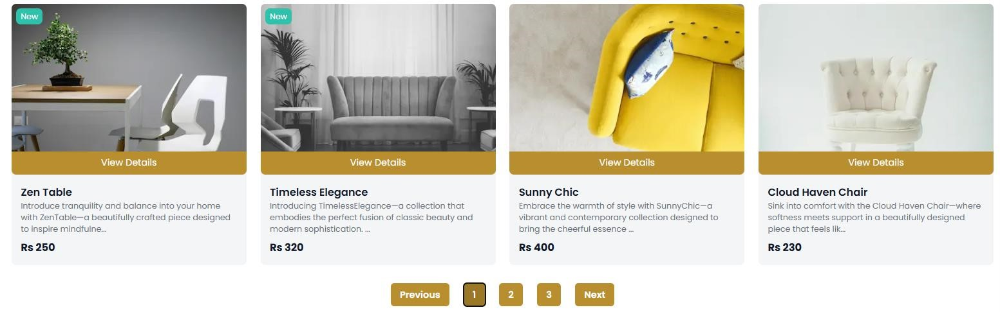 New
New
View Details
View Details
View Details
View Details
Zen Table
Introduce tranquility and balance into your home
with ZenTable—a beautifully crafted piece designed
to inspire mindfulne...
Rs 250
Timeless Elegance
Introducing TimelessElegance—a collection that
embodies the perfect fusion of classic beauty and
modern sophistication. ...
Rs 320
Sunny Chic
Embrace the warmth of style with SunnyChic—a
vibrant and contemporary collection designed to
bring the cheerful essence ...
Rs 400
Cloud Haven Chair
Sink into comfort with the Cloud Haven Chair—where
softness meets support in a beautifully designed
piece that feels lik...
Rs 230
Previous 1 2 3 Next